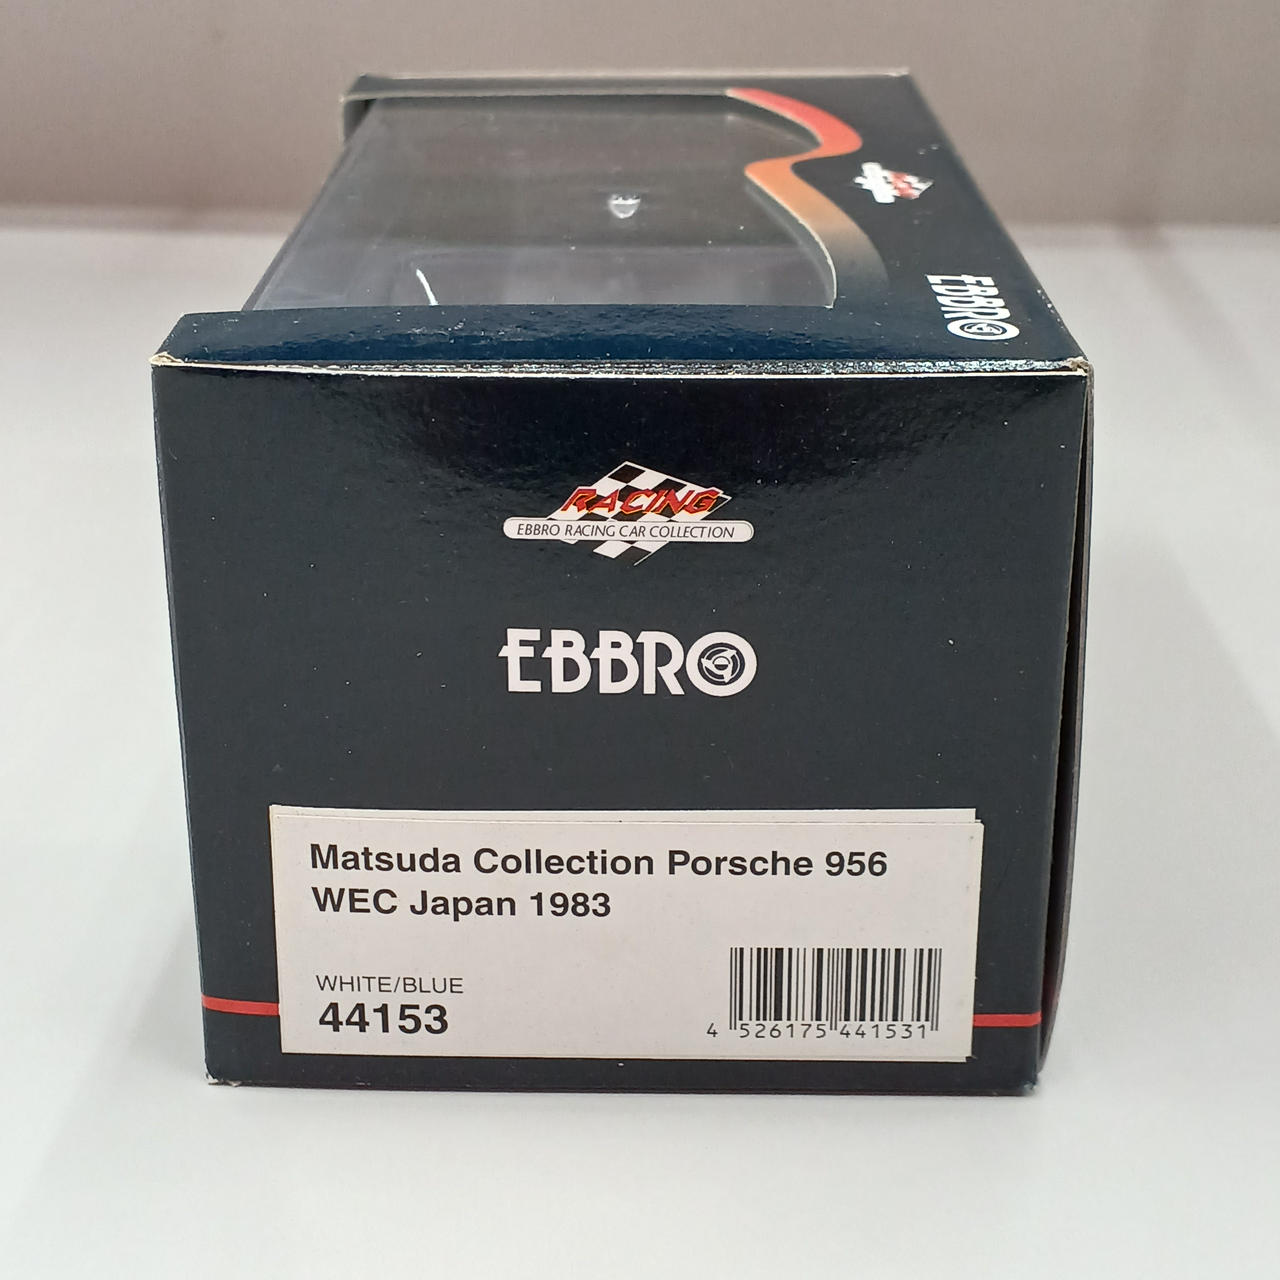 EBBRO
RACING
EBBRO RACING CAR COLLECTION
EBBRO
Matsuda Collection Porsche 956
WEC Japan 1983
WHITE/BLUE
44153
4 526175 441531